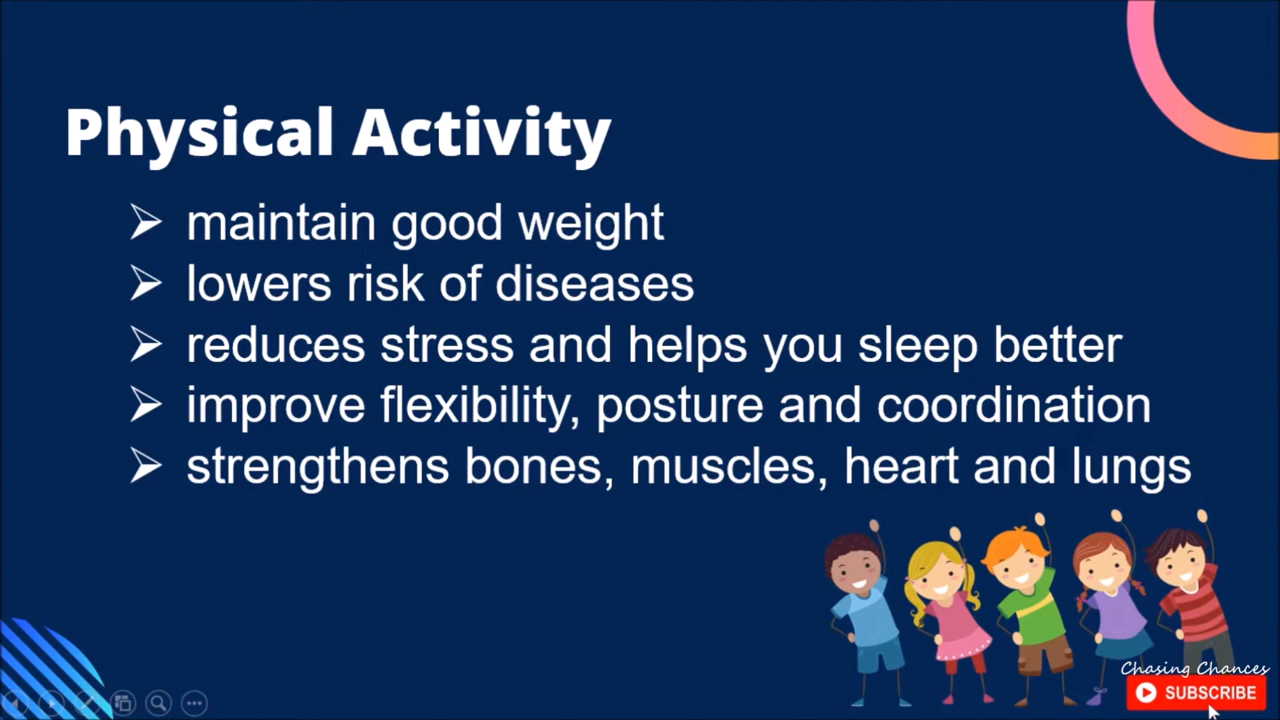 Physical Activity
➢ maintain good weight
➢ lowers risk of diseases
➢ reduces stress and helps you sleep better
➢ improve flexibility, posture and coordination
➢ strengthens bones, muscles, heart and lungs
Chasing Chances
SUBSCRIBE